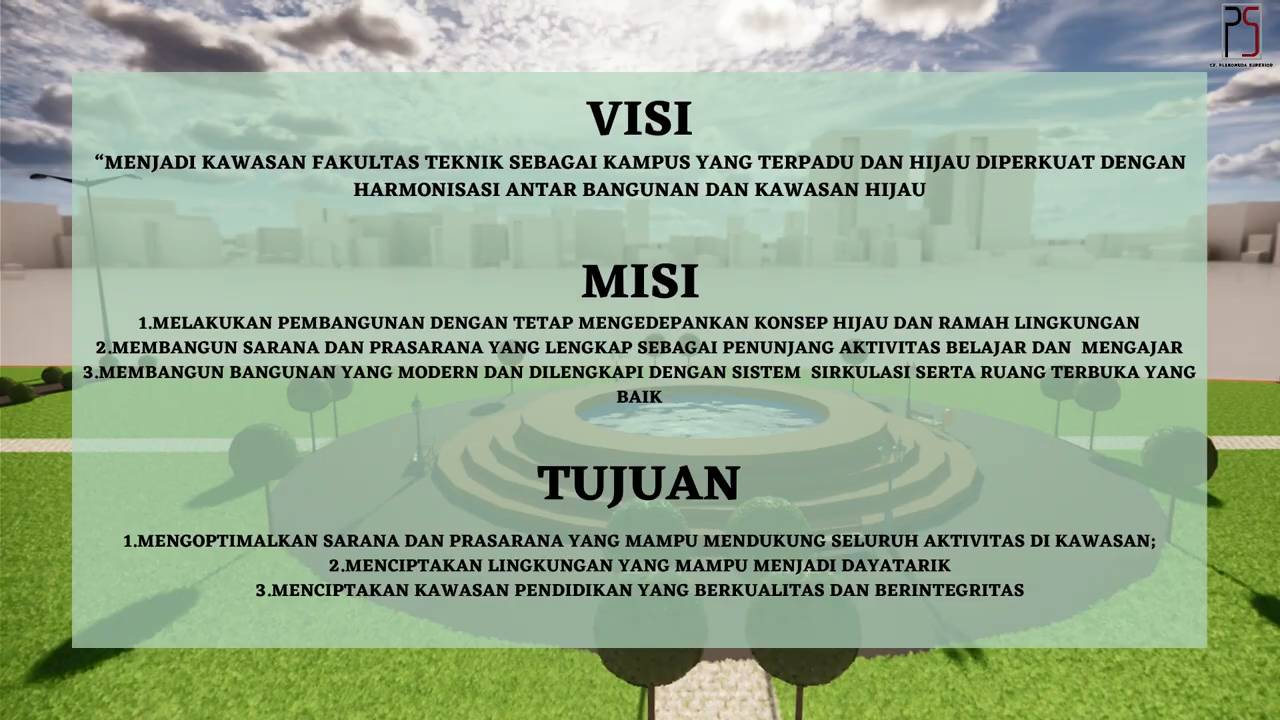 PS
CV. PLANOMUDA SUPERIOR
VISI
“MENJADI KAWASAN FAKULTAS TEKNIK SEBAGAI KAMPUS YANG TERPADU DAN HIJAU DIPERKUAT DENGAN
HARMONISASI ANTAR BANGUNAN DAN KAWASAN HIJAU
MISI
1.MELAKUKAN PEMBANGUNAN DENGAN TETAP MENGEDEPANKAN KONSEP HIJAU DAN RAMAH LINGKUNGAN
2.MEMBANGUN SARANA DAN PRASARANA YANG LENGKAP SEBAGAI PENUNJANG AKTIVITAS BELAJAR DAN  MENGAJAR
3.MEMBANGUN BANGUNAN YANG MODERN DAN DILENGKAPI DENGAN SISTEM  SIRKULASI SERTA RUANG TERBUKA YANG
BAIK
TUJUAN
1.MENGOPTIMALKAN SARANA DAN PRASARANA YANG MAMPU MENDUKUNG SELURUH AKTIVITAS DI KAWASAN;
2.MENCIPTAKAN LINGKUNGAN YANG MAMPU MENJADI DAYATARIK
3.MENCIPTAKAN KAWASAN PENDIDIKAN YANG BERKUALITAS DAN BERINTEGRITAS